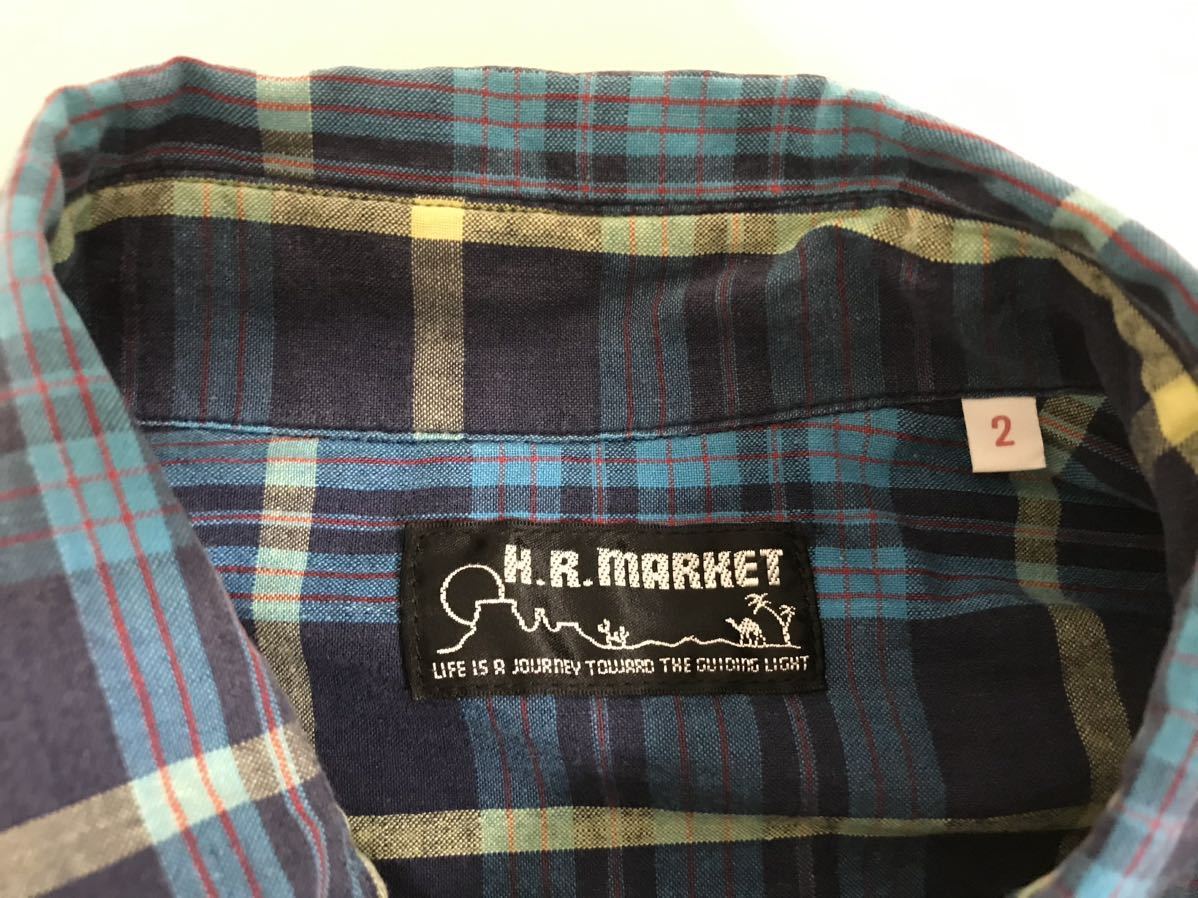 2
H.R.MARKET
LIFE IS A JOURNEY TOWARD THE GUIDING LIGHT